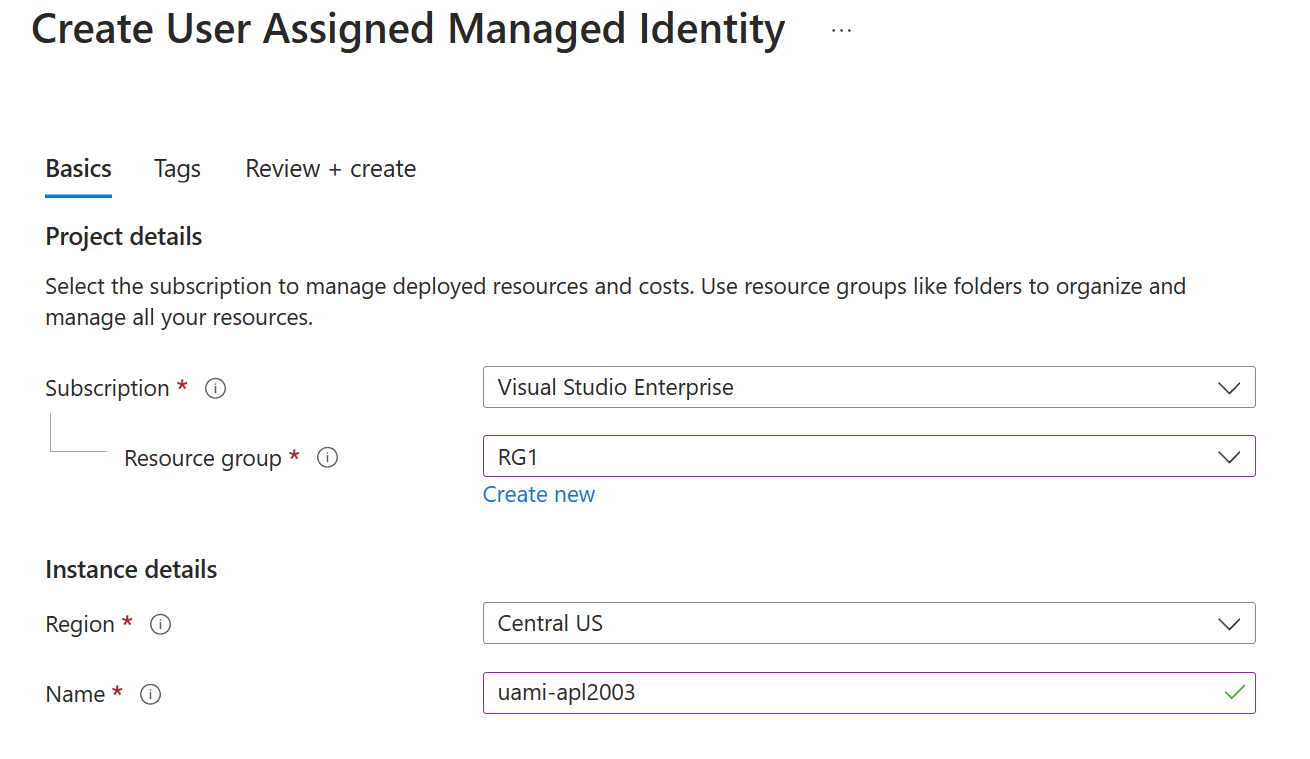 Create User Assigned Managed Identity ...
Basics Tags Review + create
Project details
Select the subscription to manage deployed resources and costs. Use resource groups like folders to organize and
manage all your resources.
Subscription * Visual Studio Enterprise
Resource group * RG1
Create new
Instance details
Region * Central US
Name * uami-apl2003